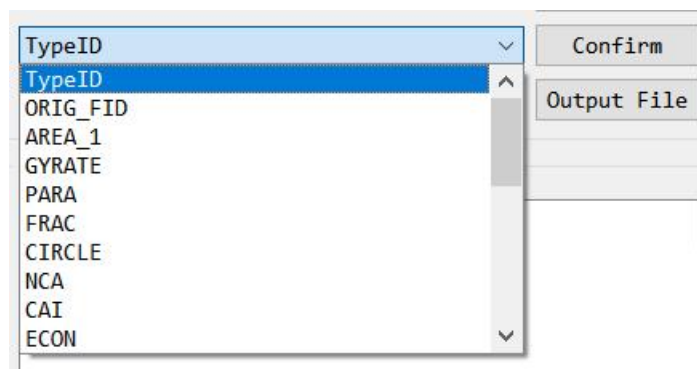 TypeID
Confirm
TypeID
ORIG_FID
Output File
AREA_1
GYRATE
PARA
FRAC
CIRCLE
NCA
CAI
ECON